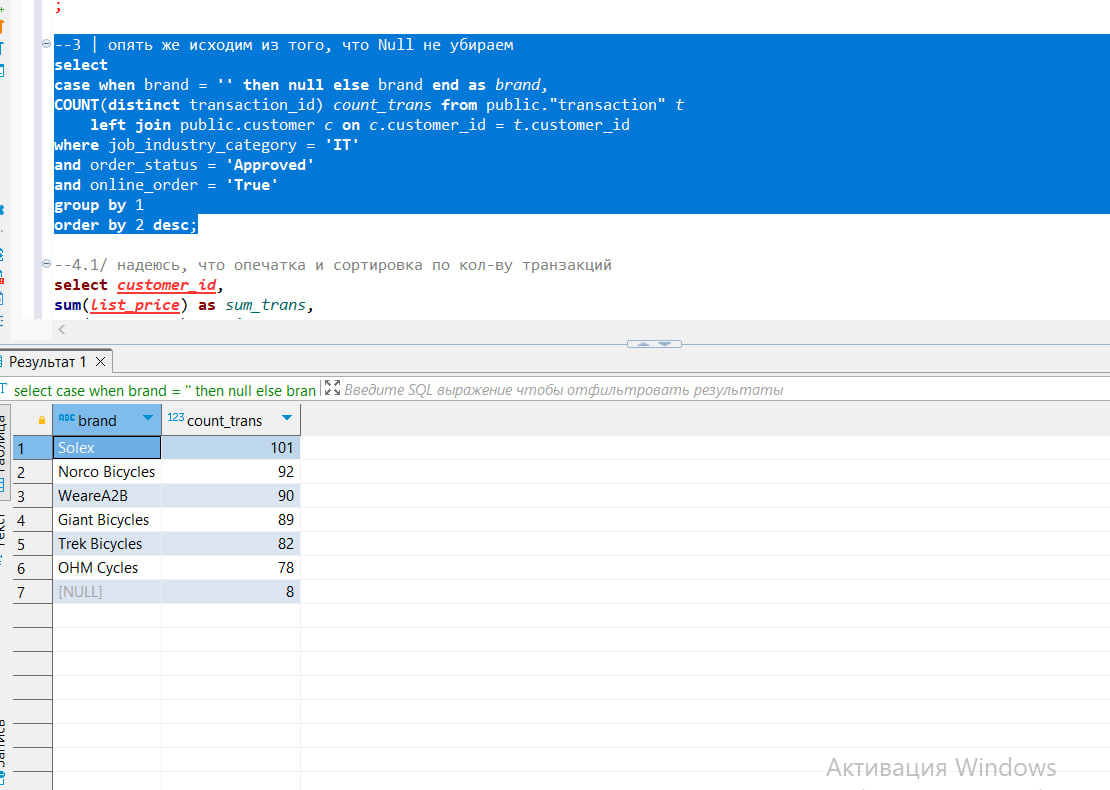 ;
--3 | опять же исходим из того, что Null не убираем
select
case when brand = '' then null else brand end as brand,
COUNT(distinct transaction_id) count_trans from public."transaction" t
left join public.customer c on c.customer_id = t.customer_id
where job_industry_category = 'IT'
and order_status = 'Approved'
and online_order = 'True'
group by 1
order by 2 desc;
--4.1/ надеюсь, что опечатка и сортировка по кол-ву транзакций
select customer_id,
sum(list_price) as sum_trans,
Результат 1
select case when brand = '' then null else bran
Введите SQL выражение чтобы отфильтровать результаты
ABC brand 123 count_trans
1 Solex 101
2 Norco Bicycles 92
3 WeareA2B 90
4 Giant Bicycles 89
5 Trek Bicycles 82
6 OHM Cycles 78
7 [NULL] 8
Запись
Активация Windows